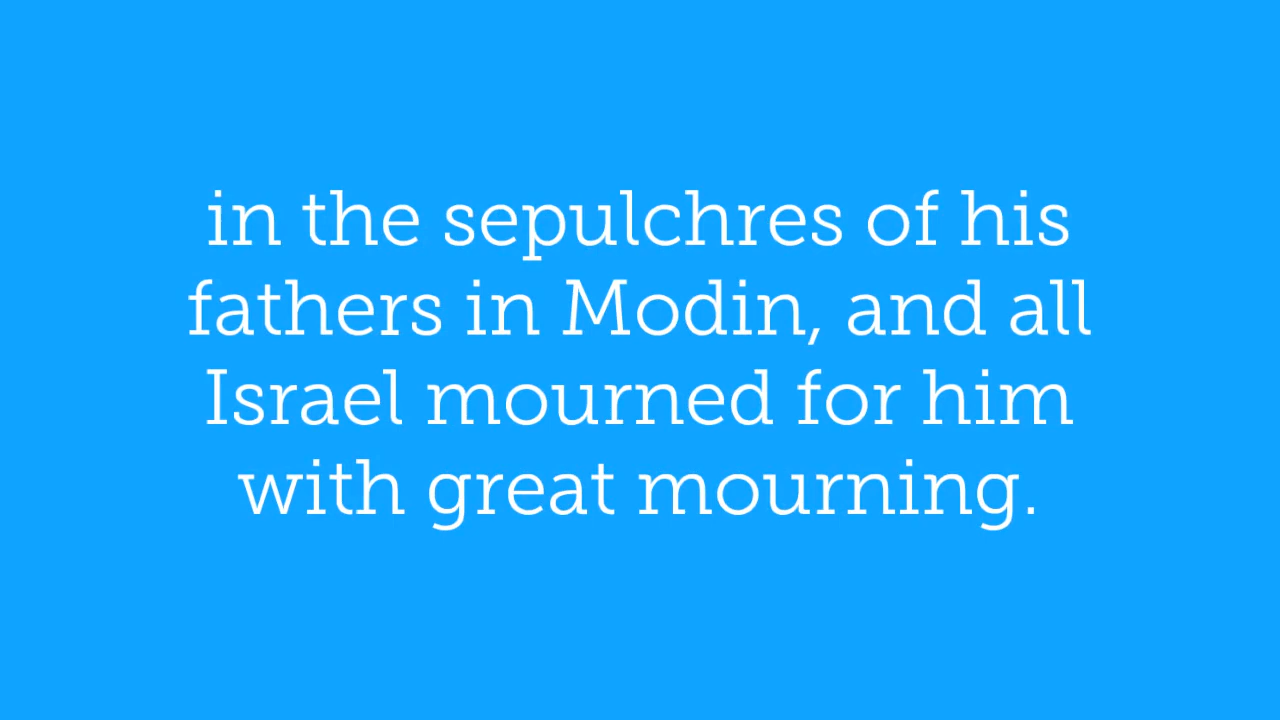 in the sepulchres of his
fathers in Modin, and all
Israel mourned for him
with great mourning.